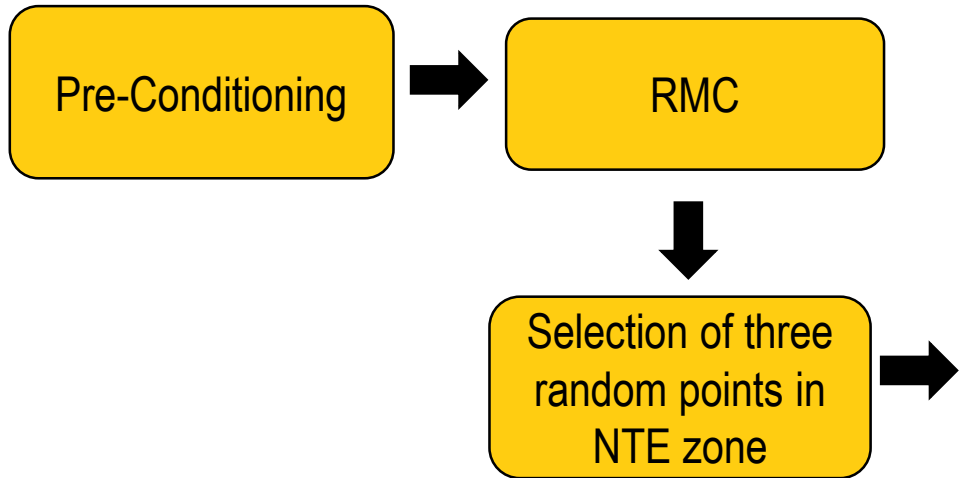 Pre-Conditioning
RMC
Selection of three
random points in
NTE zone